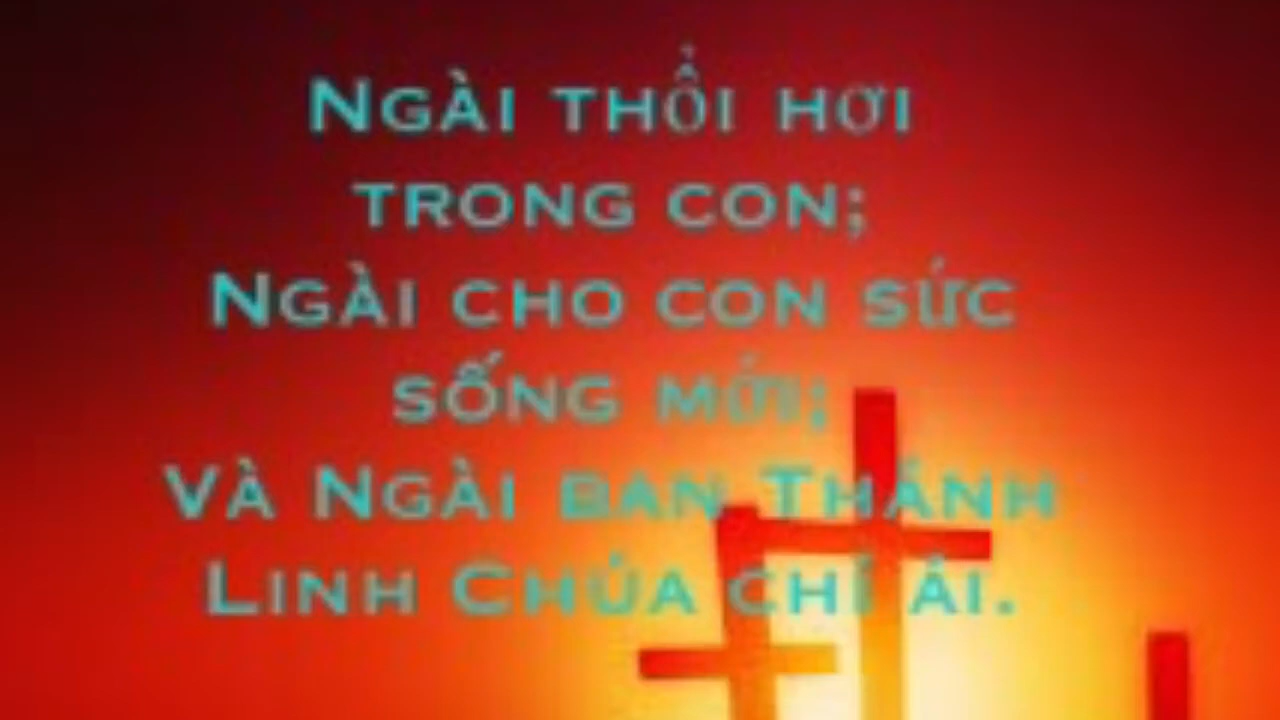 Ngài thổi hơi
trong con;
Ngài cho con sức
sống mới;
và Ngài ban Thánh
Linh Chúa chí ái.